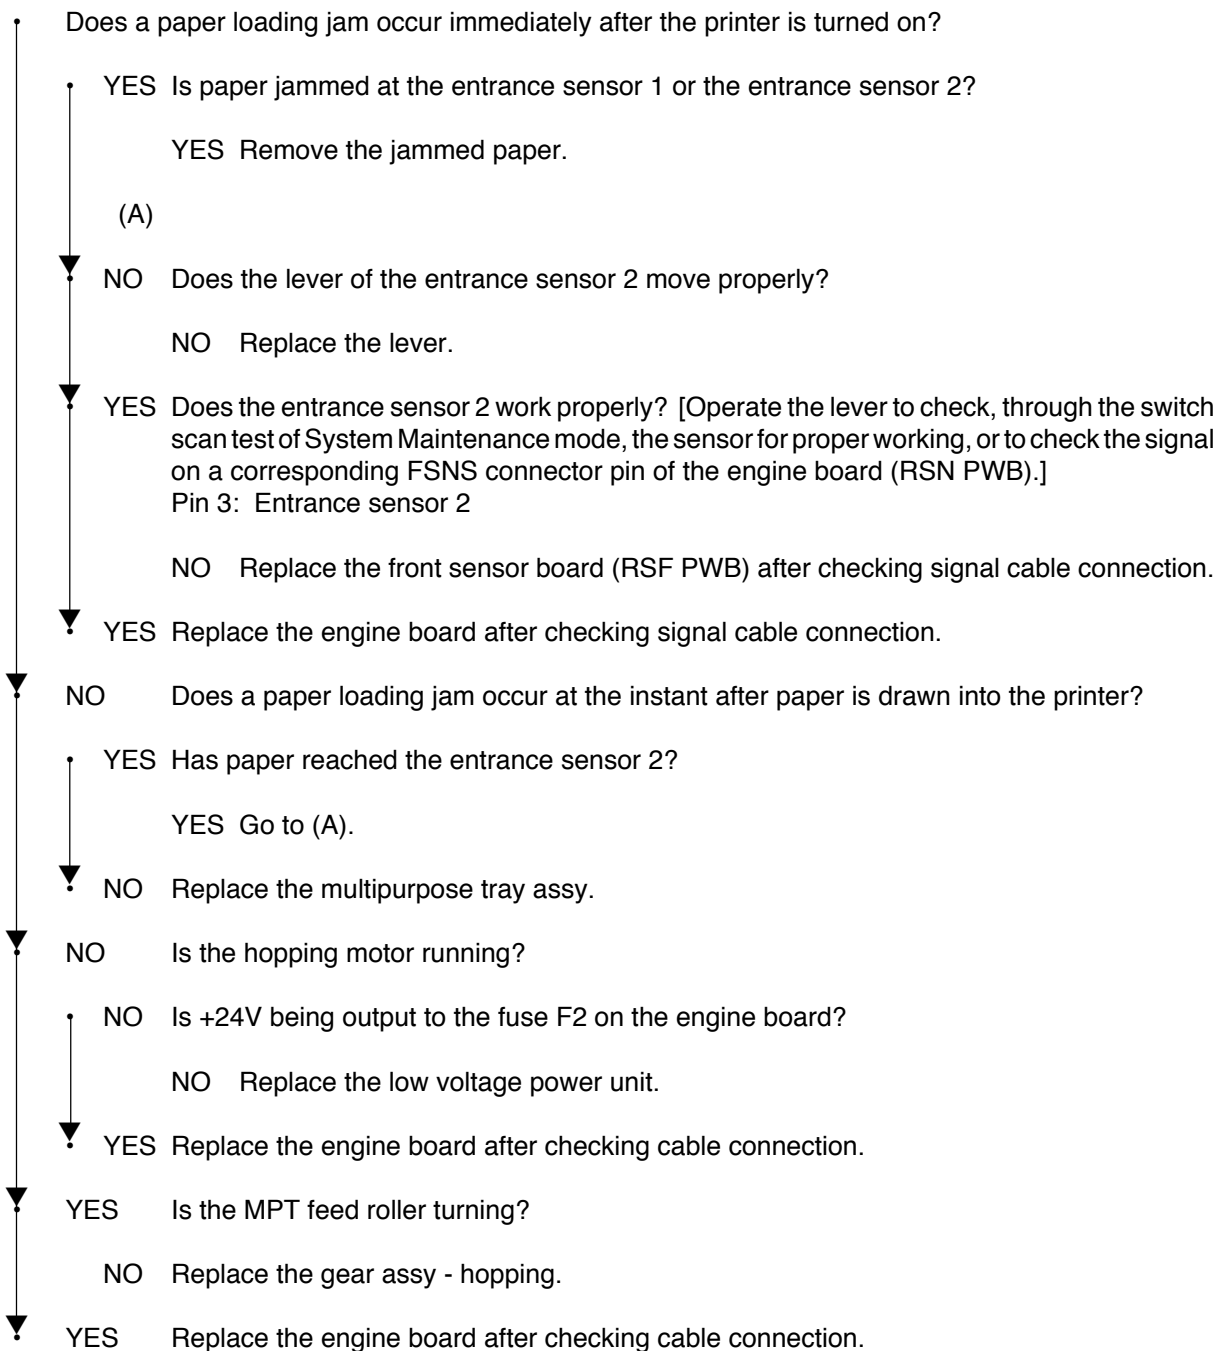 Does a paper loading jam occur immediately after the printer is turned on?
YES Is paper jammed at the entrance sensor 1 or the entrance sensor 2?
YES Remove the jammed paper.
(A)
NO Does the lever of the entrance sensor 2 move properly?
NO Replace the lever.
YES Does the entrance sensor 2 work properly? [Operate the lever to check, through the switch
scan test of System Maintenance mode, the sensor for proper working, or to check the signal
on a corresponding FSNS connector pin of the engine board (RSN PWB).]
Pin 3: Entrance sensor 2
NO Replace the front sensor board (RSF PWB) after checking signal cable connection.
YES Replace the engine board after checking signal cable connection.
NO Does a paper loading jam occur at the instant after paper is drawn into the printer?
YES Has paper reached the entrance sensor 2?
YES Go to (A).
NO Replace the multipurpose tray assy.
NO Is the hopping motor running?
NO Is +24V being output to the fuse F2 on the engine board?
NO Replace the low voltage power unit.
YES Replace the engine board after checking cable connection.
YES Is the MPT feed roller turning?
NO Replace the gear assy - hopping.
YES Replace the engine board after checking cable connection.